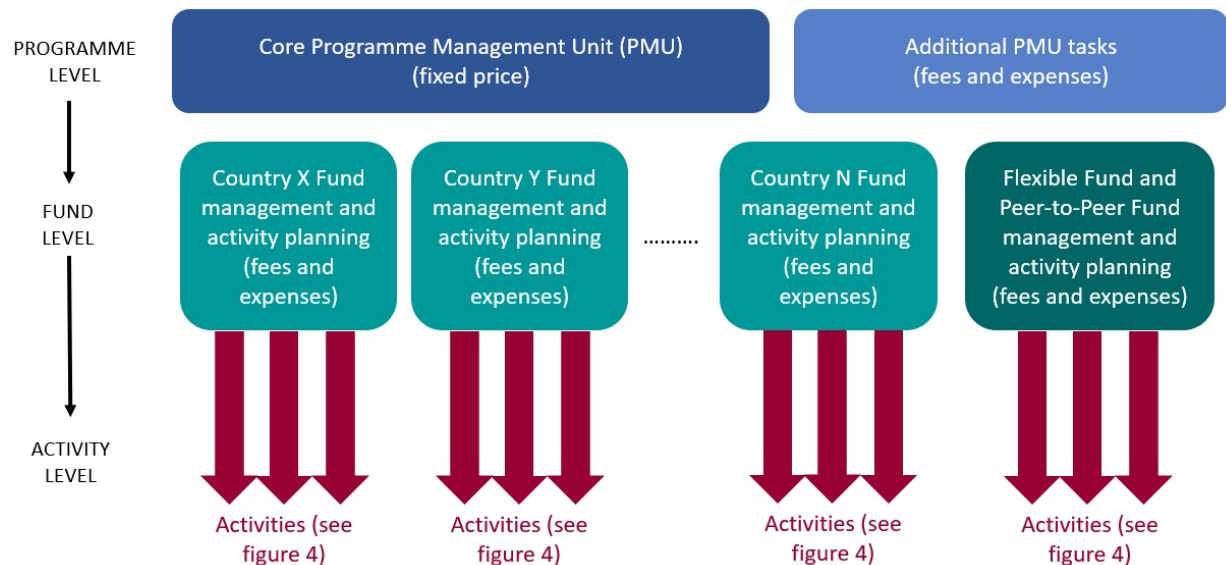 PROGRAMME
LEVEL
Core Programme Management Unit (PMU)
(fixed price)
Additional PMU tasks
(fees and expenses)
FUND
LEVEL
Country X Fund
management and
activity planning
(fees and
expenses)
Country Y Fund
management and
activity planning
(fees and
expenses)
..........
Country N Fund
management and
activity planning
(fees and
expenses)
Flexible Fund and
Peer-to-Peer Fund
management and
activity planning
(fees and expenses)
ACTIVITY
LEVEL
Activities (see
figure 4)
Activities (see
figure 4)
Activities (see
figure 4)
Activities (see
figure 4)